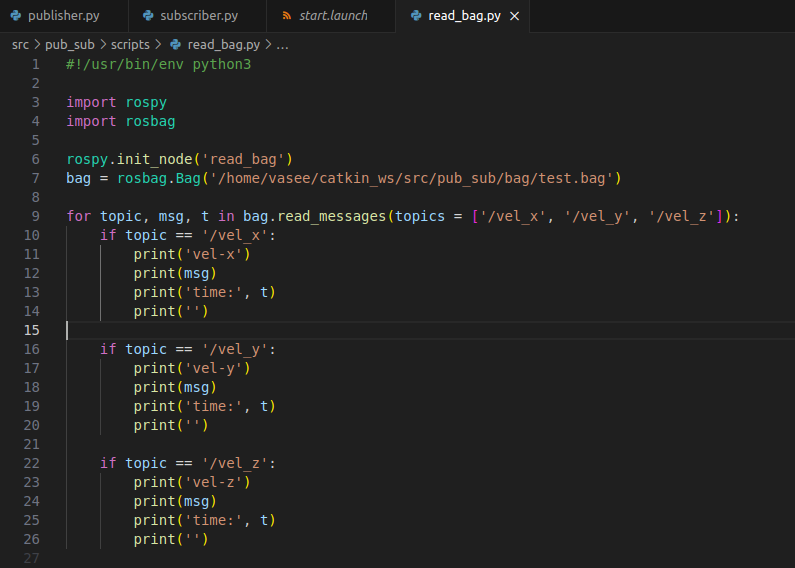 publisher.py subscriber.py start.launch read_bag.py ×
src > pub_sub > scripts > read_bag.py > ...
1 #!/usr/bin/env python3
2
3 import rospy
4 import rosbag
5
6 rospy.init_node('read_bag')
7 bag = rosbag.Bag('/home/vasee/catkin_ws/src/pub_sub/bag/test.bag')
8
9 for topic, msg, t in bag.read_messages(topics = ['/vel_x', '/vel_y', '/vel_z']):
10     if topic == '/vel_x':
11         print('vel-x')
12         print(msg)
13         print('time:', t)
14         print('')
15
16     if topic == '/vel_y':
17         print('vel-y')
18         print(msg)
19         print('time:', t)
20         print('')
21
22     if topic == '/vel_z':
23         print('vel-z')
24         print(msg)
25         print('time:', t)
26         print('')
27